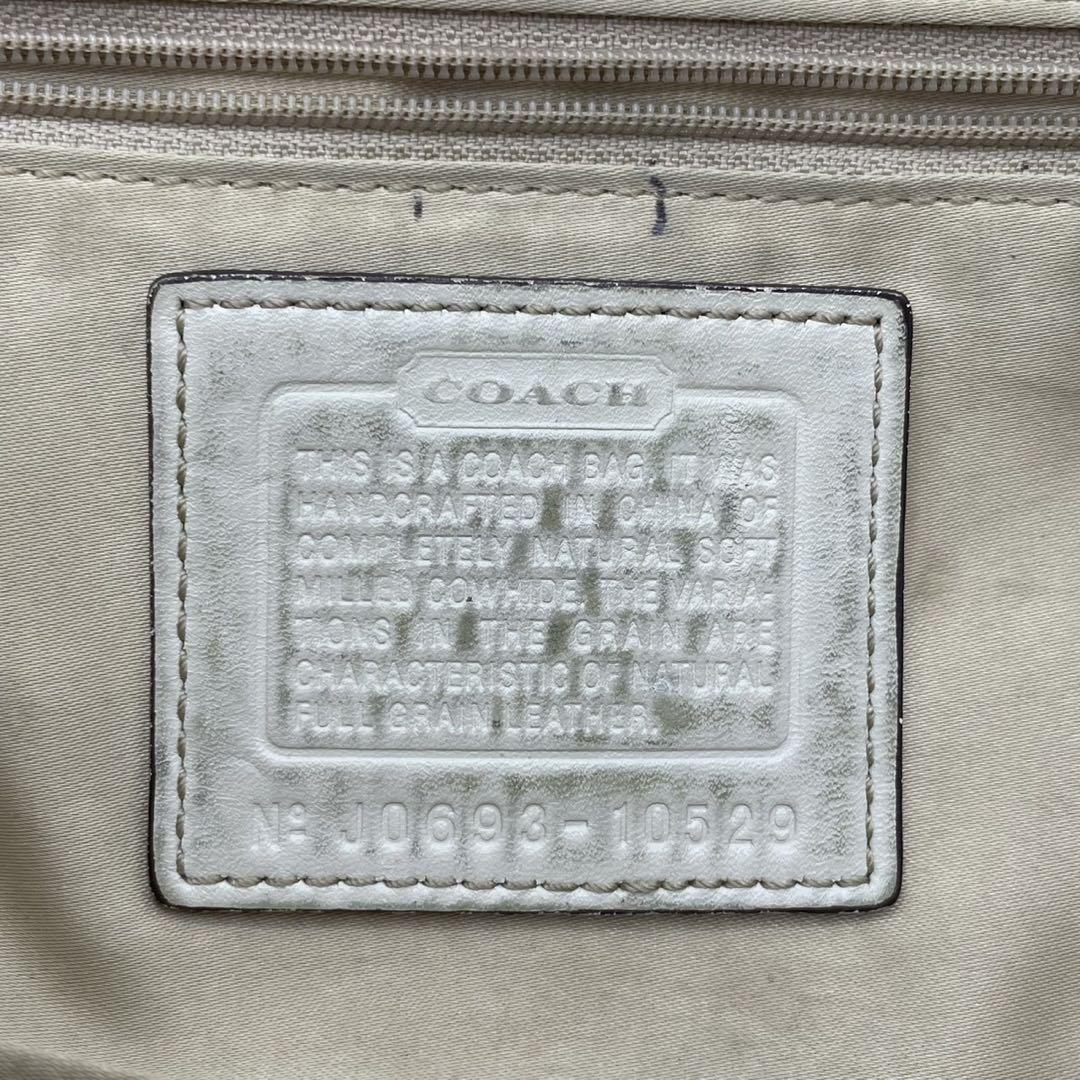 COACH
THIS IS A COACH BAG. IT WAS
HANDCRAFTED IN CHINA OF
COMPLETELY NATURAL SOFT
MILLED COWHIDE. THE VARIA-
TIONS IN THE GRAIN ARE
CHARACTERISTIC OF NATURAL
FULL GRAIN LEATHER.
Nº J0693-10529